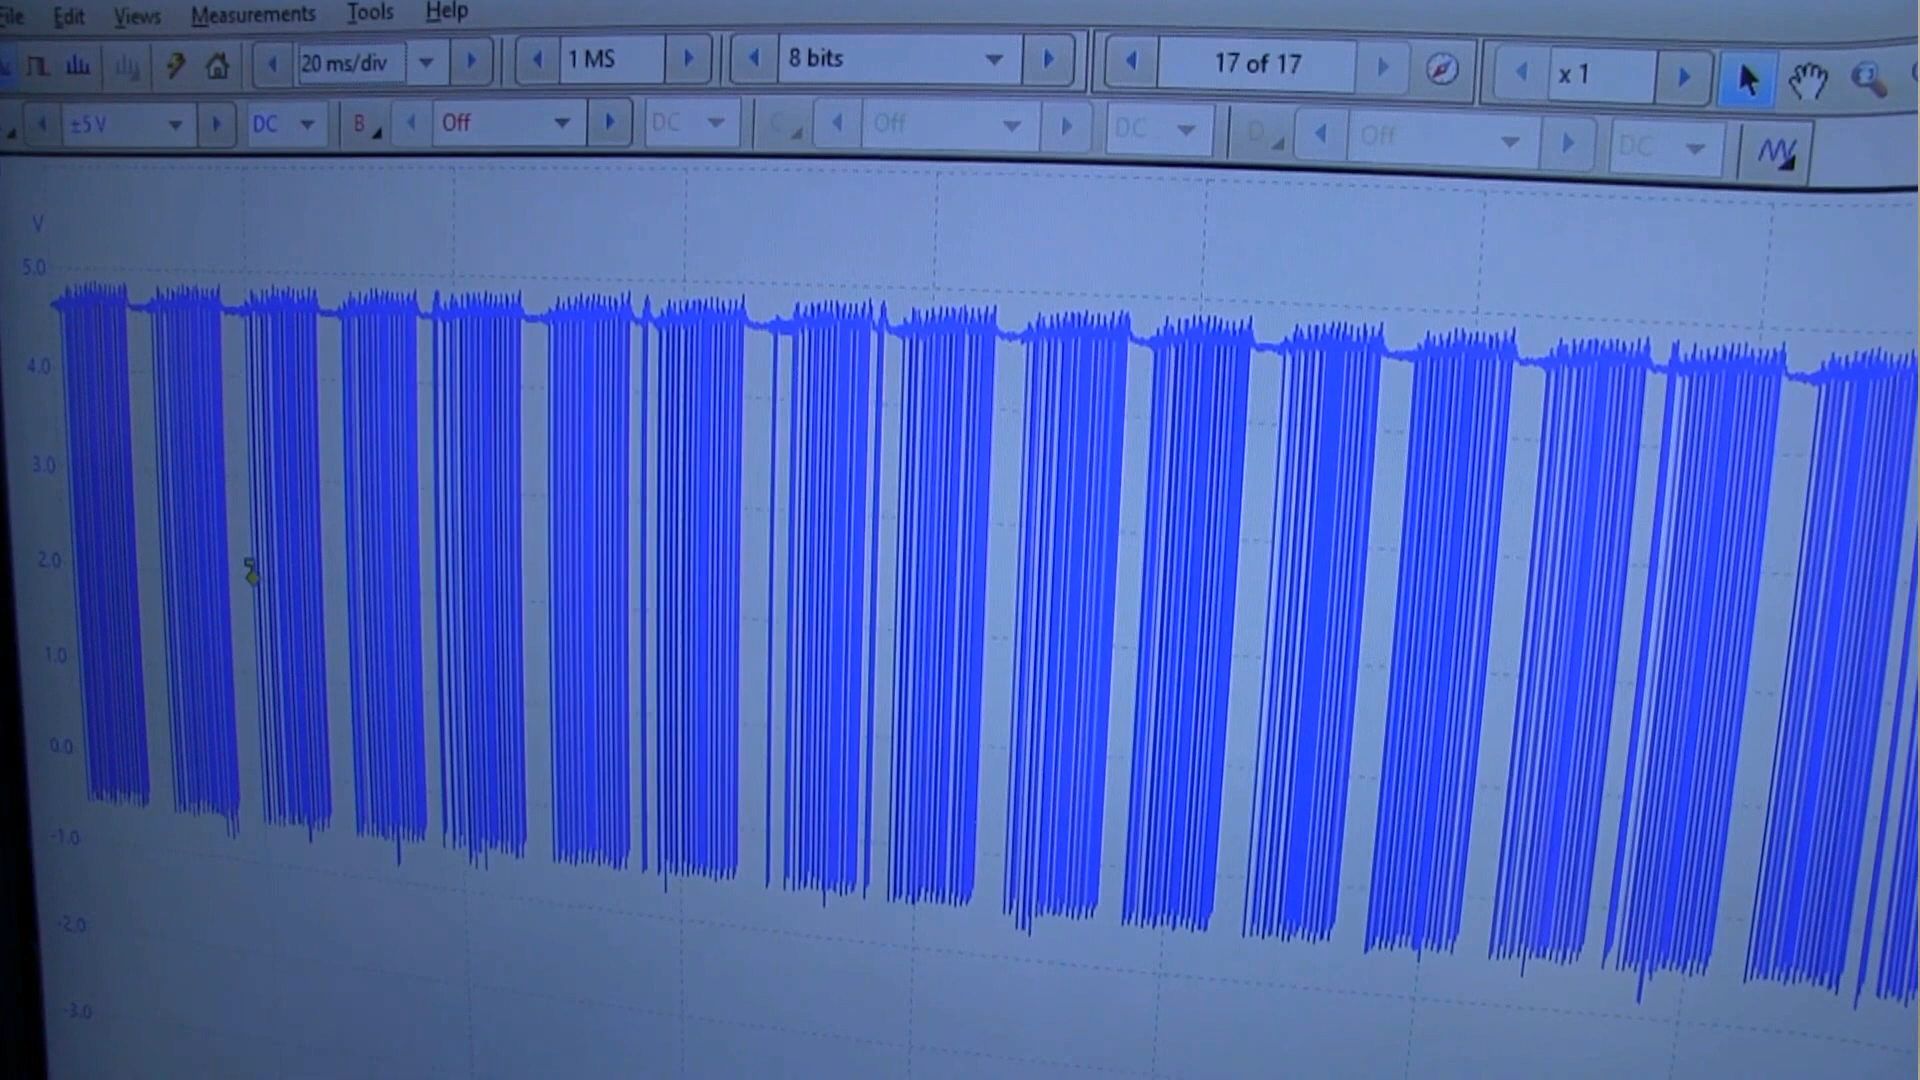 File Edit Views Measurements Tools Help
20 ms/div 1 MS 8 bits 17 of 17 x 1
±5 V DC B Off DC C Off DC D Off DC
V
5.0
4.0
3.0
2.0
1.0
0.0
-1.0
-2.0
-3.0